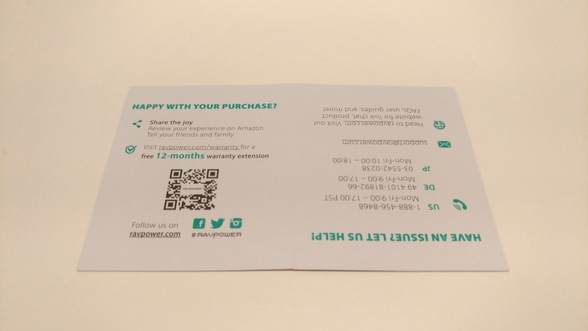 HAPPY WITH YOUR PURCHASE?
Share the joy
Review your experience on Amazon
Tell your friends and family
Visit ravpower.com/warranty for a
free 12-months warranty extension
Follow us on
ravpower.com
# RAVPOWER
HAVE AN ISSUE? LET US HELP!
US
1-888-456-8468
Mon-Fri 9:00 – 17:00 PST
DE
49 4101-81892-66
Mon-Fri 9:00 – 17:00
JP
03-5542-0238
Mon-Fri 10:00 – 18:00
support@ravpower.com
Head to ravpower.com. Visit our
website for live chat, product
FAQs, user guides, and more!